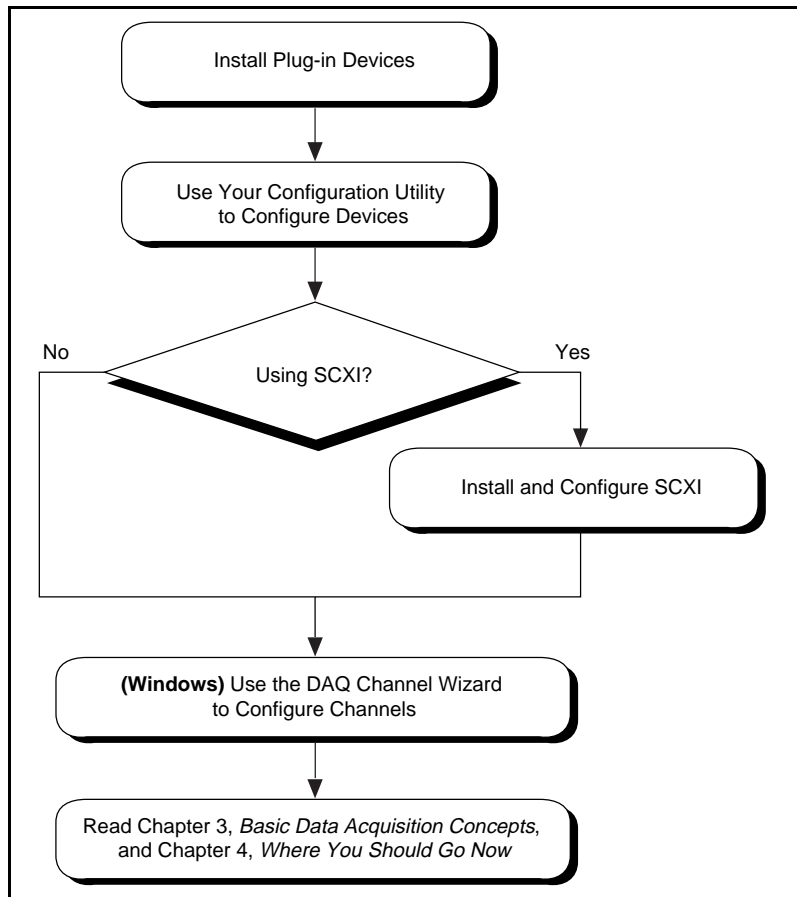 Install Plug-in Devices
Use Your Configuration Utility
to Configure Devices
No
Yes
Using SCXI?
Install and Configure SCXI
(Windows) Use the DAQ Channel Wizard
to Configure Channels
Read Chapter 3, Basic Data Acquisition Concepts,
and Chapter 4, Where You Should Go Now